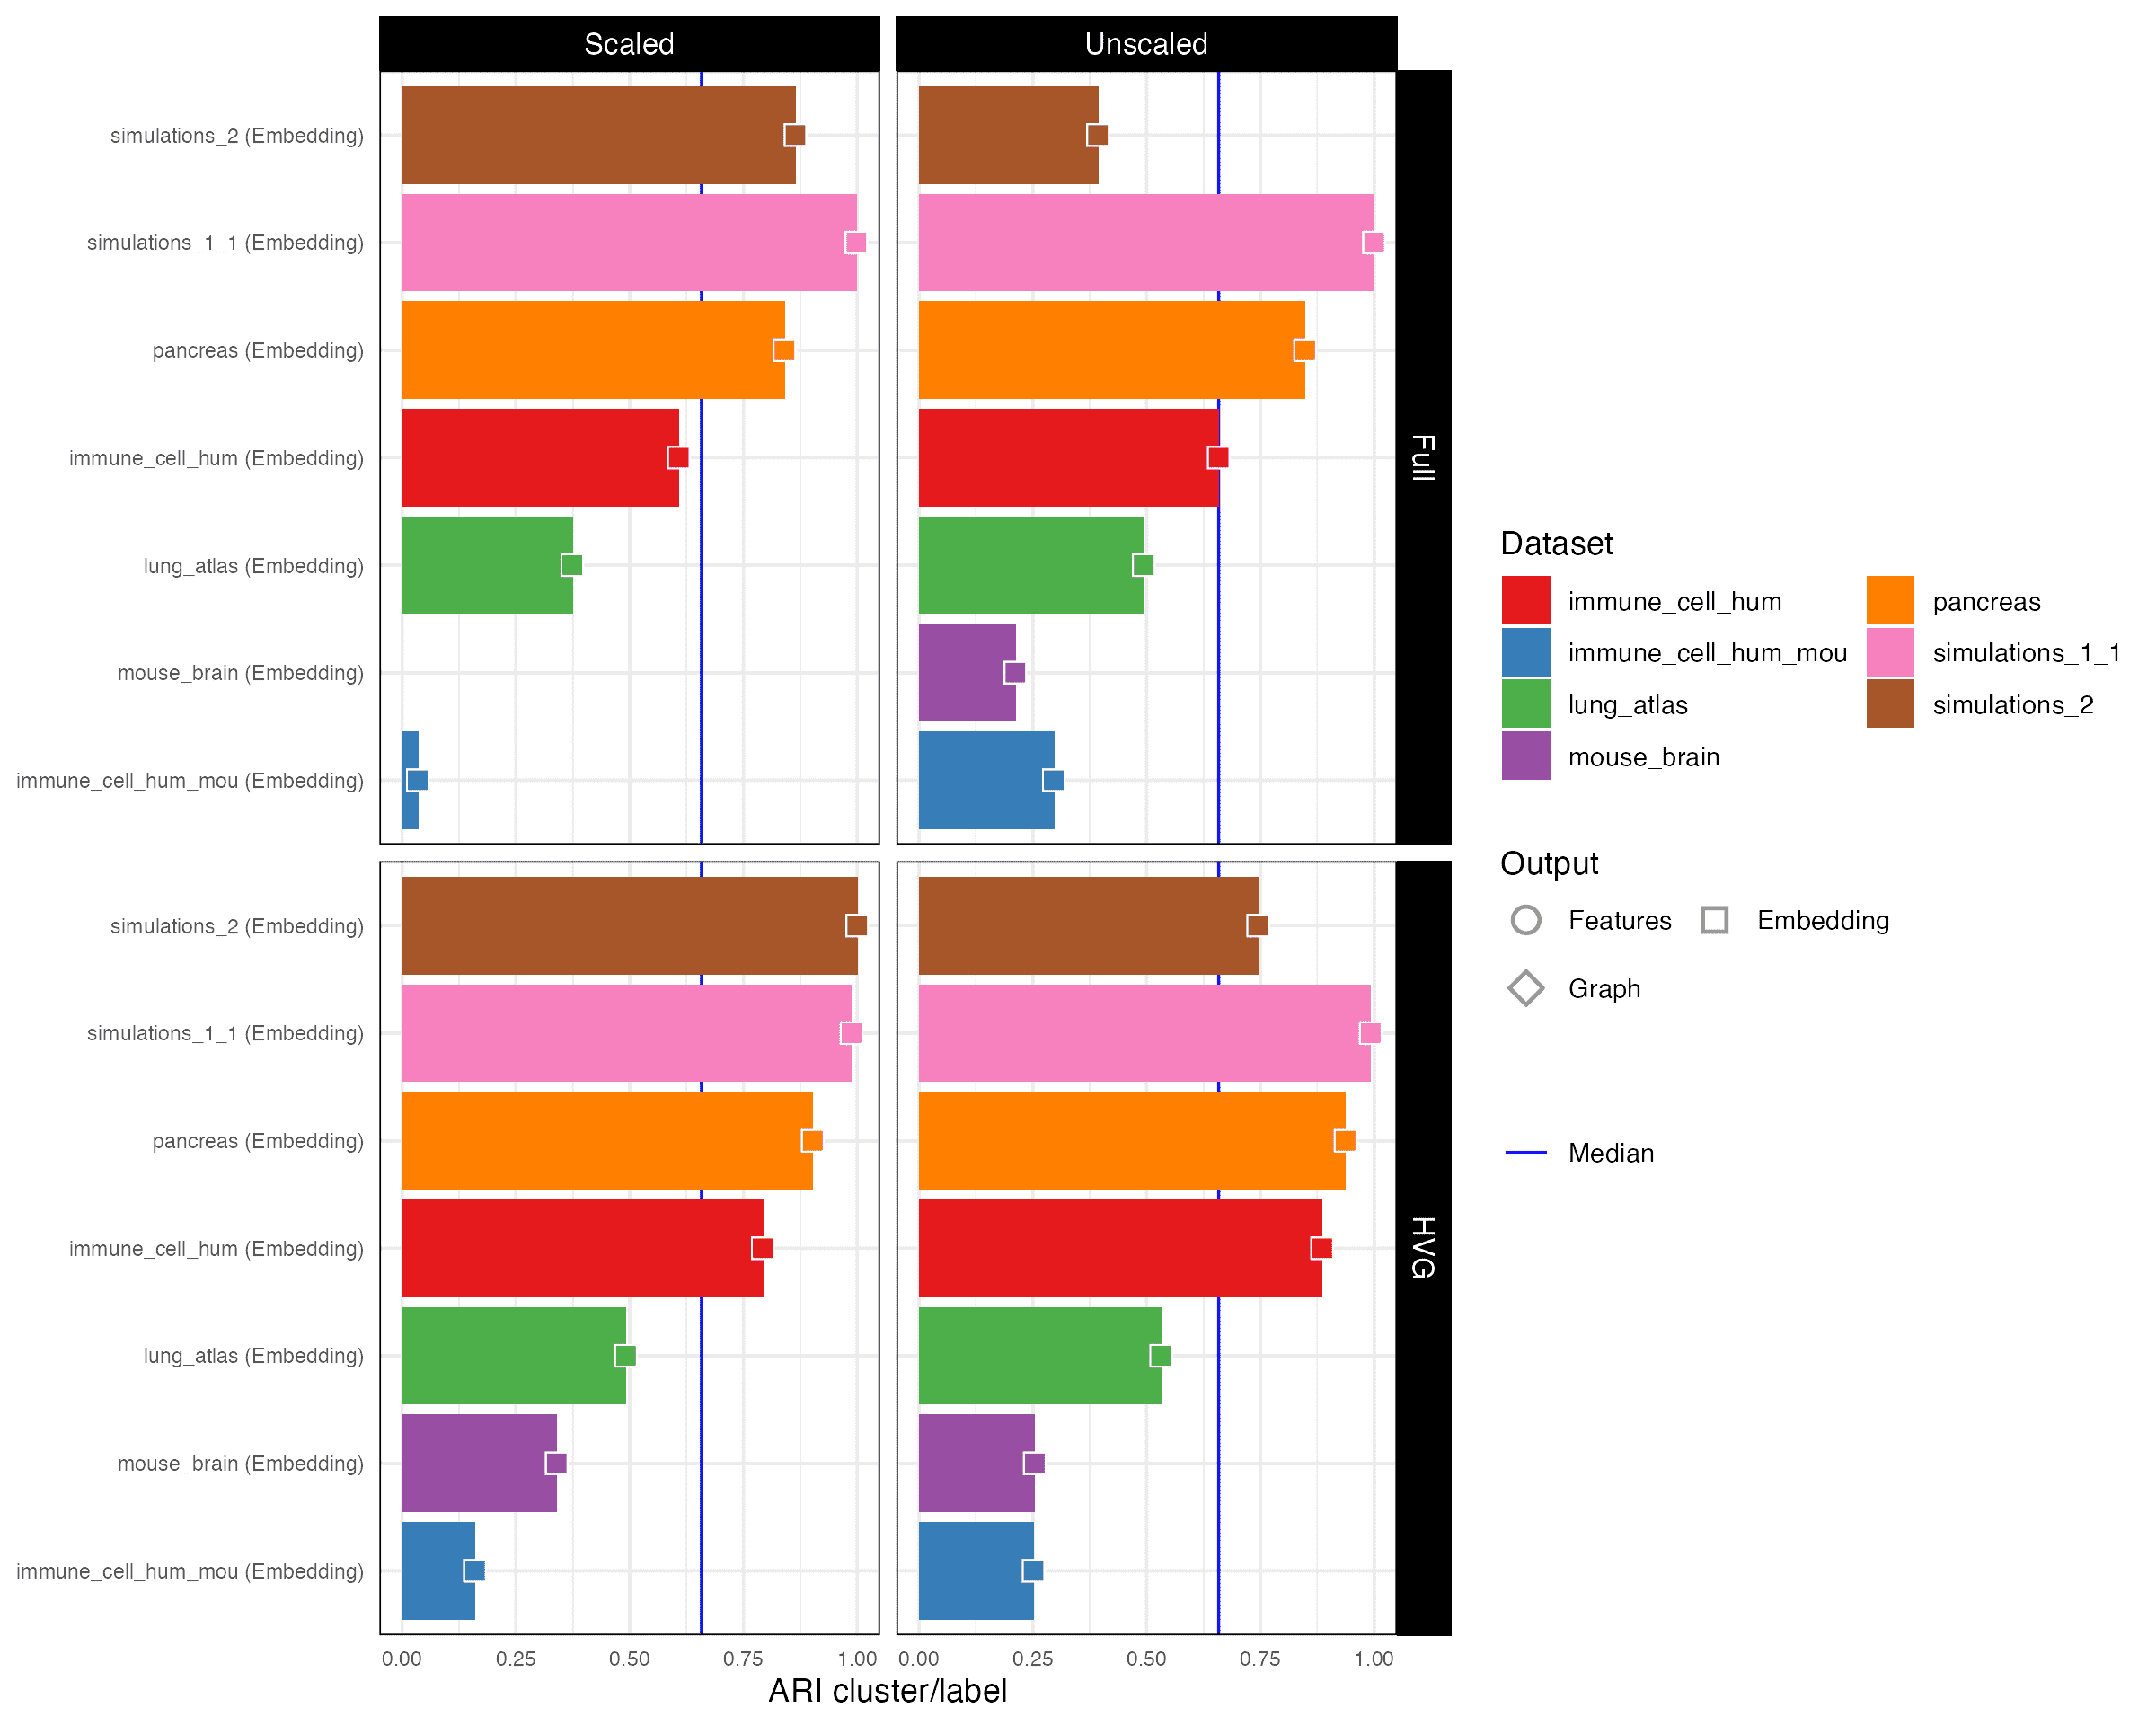 Scaled
Unscaled
simulations_2 (Embedding)
simulations_1_1 (Embedding)
pancreas (Embedding)
immune_cell_hum (Embedding)
lung_atlas (Embedding)
mouse_brain (Embedding)
immune_cell_hum_mou (Embedding)
Full
simulations_2 (Embedding)
simulations_1_1 (Embedding)
pancreas (Embedding)
immune_cell_hum (Embedding)
lung_atlas (Embedding)
mouse_brain (Embedding)
immune_cell_hum_mou (Embedding)
HVG
0.00 0.25 0.50 0.75 1.00
0.00 0.25 0.50 0.75 1.00
ARI cluster/label
Dataset
immune_cell_hum
immune_cell_hum_mou
lung_atlas
mouse_brain
pancreas
simulations_1_1
simulations_2
Output
Features
Embedding
Graph
Median